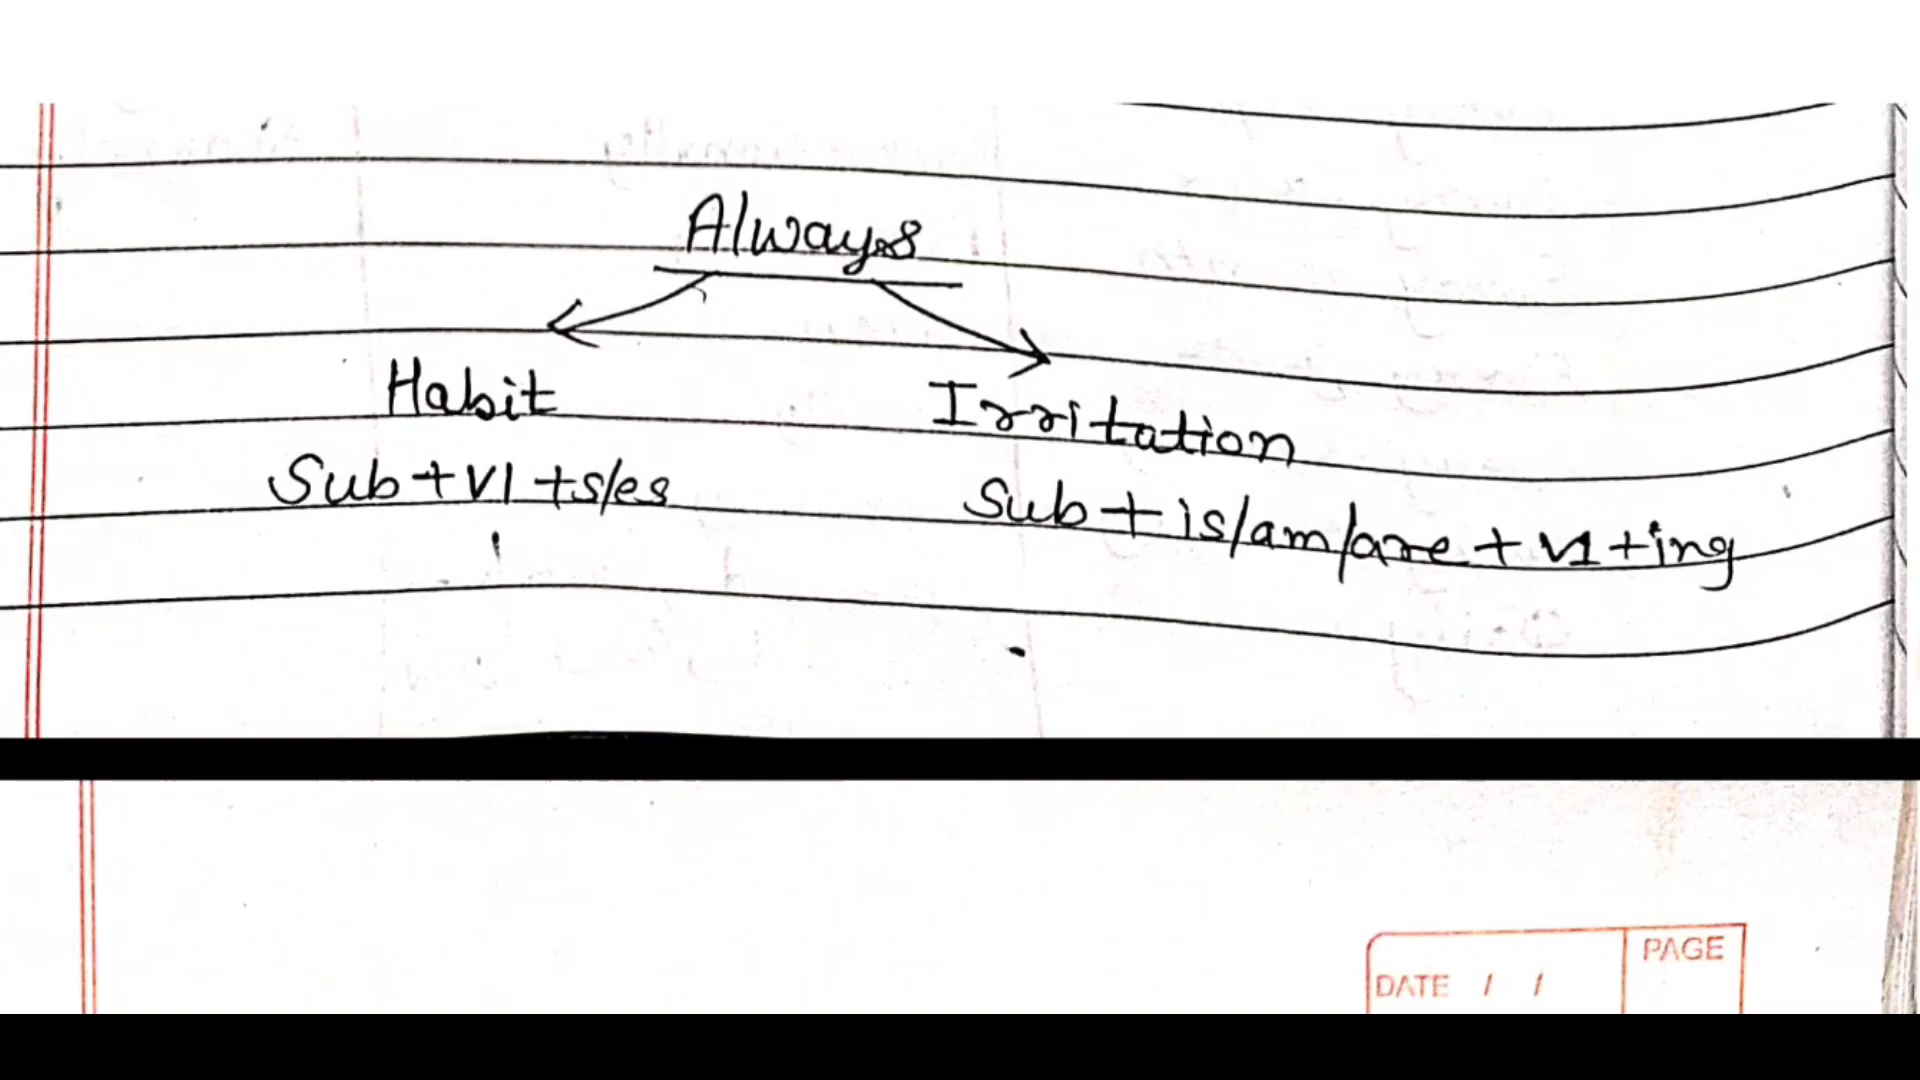 Always
Habit
Irritation
Sub+V1+s/es
Sub+is/am/are+V1+ing
PAGE
DATE / /